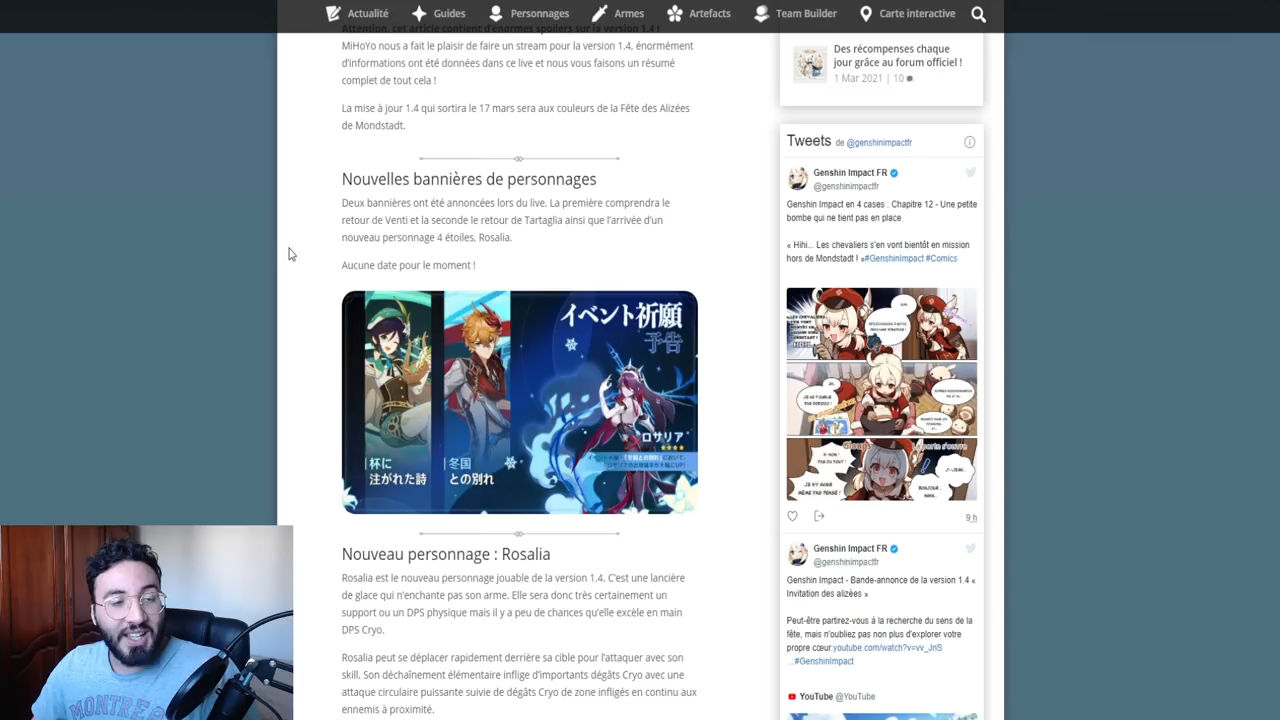 Actualité
Guides
Personnages
Armes
Artefacts
Team Builder
Carte interactive
Attention, cet article contient d'énormes spoilers sur la version 1.4 !
MiHoYo nous a fait le plaisir de faire un stream pour la version 1.4, énormément
d'informations ont été données dans ce live et nous vous faisons un résumé
complet de tout cela !
La mise à jour 1.4 qui sortira le 17 mars sera aux couleurs de la Fête des Alizées
de Mondstadt.
Nouvelles bannières de personnages
Deux bannières ont été annoncées lors du live. La première comprendra le
retour de Venti et la seconde le retour de Tartaglia ainsi que l'arrivée d'un
nouveau personnage 4 étoiles, Rosalia.
Aucune date pour le moment !
イベント祈願
予告
杯に
注がれた詩
冬国
との別れ
ロサリア
Nouveau personnage : Rosalia
Rosalia est le nouveau personnage jouable de la version 1.4. C'est une lancière
de glace qui n'enchante pas son arme. Elle sera donc très certainement un
support ou un DPS physique mais il y a peu de chances qu'elle excèle en main
DPS Cryo.
Rosalia peut se déplacer rapidement derrière sa cible pour l'attaquer avec son
skill. Son déchaînement élémentaire inflige d'importants dégâts Cryo avec une
attaque circulaire puissante suivie de dégâts Cryo de zone infligés en continu aux
ennemis à proximité.
Des récompenses chaque
jour grâce au forum officiel !
1 Mar 2021 | 10
Tweets de @genshinimpactfr
Genshin Impact FR
@genshinimpactfr
Genshin Impact en 4 cases : Chapitre 12 - Une petite
bombe qui ne tient pas en place
« Hihi... Les chevaliers s'en vont bientôt en mission
hors de Mondstadt ! »#GenshinImpact #Comics
9 h
Genshin Impact FR
@genshinimpactfr
Genshin Impact - Bande-annonce de la version 1.4 «
Invitation des alizées »
Peut-être partirez-vous à la recherche du sens de la
fête, mais n'oubliez pas non plus d'explorer votre
propre cœur.youtube.com/watch?v=vv_JnS
…#GenshinImpact
YouTube @YouTube